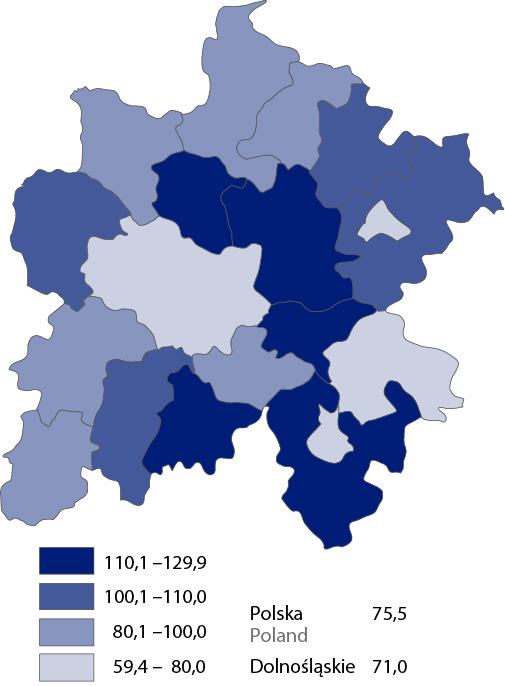 110,1 –129,9
100,1 –110,0
80,1 –100,0
59,4 – 80,0
Polska 75,5
Poland
Dolnośląskie 71,0